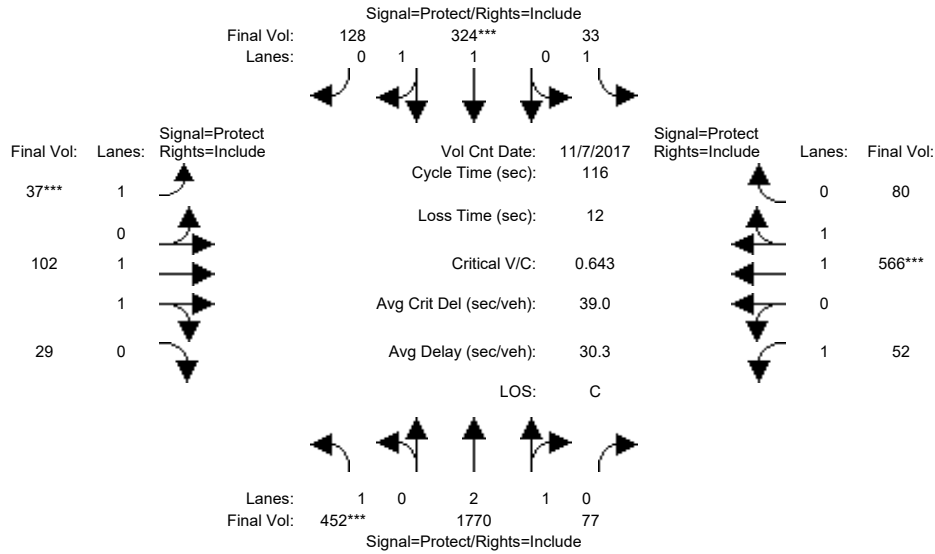 Signal=Protect/Rights=Include
Final Vol: 128 324*** 33
Lanes: 0 1 1 0 1
Signal=Protect
Final Vol: Lanes: Rights=Include
Vol Cnt Date: 11/7/2017
Signal=Protect
Rights=Include Lanes: Final Vol:
Cycle Time (sec): 116
37*** 1
0 80
Loss Time (sec): 12
0
1
102 1
Critical V/C: 0.643
1 566***
1
Avg Crit Del (sec/veh): 39.0
0
29 0
Avg Delay (sec/veh): 30.3
1 52
LOS: C
Lanes: 1 0 2 1 0
Final Vol: 452*** 1770 77
Signal=Protect/Rights=Include